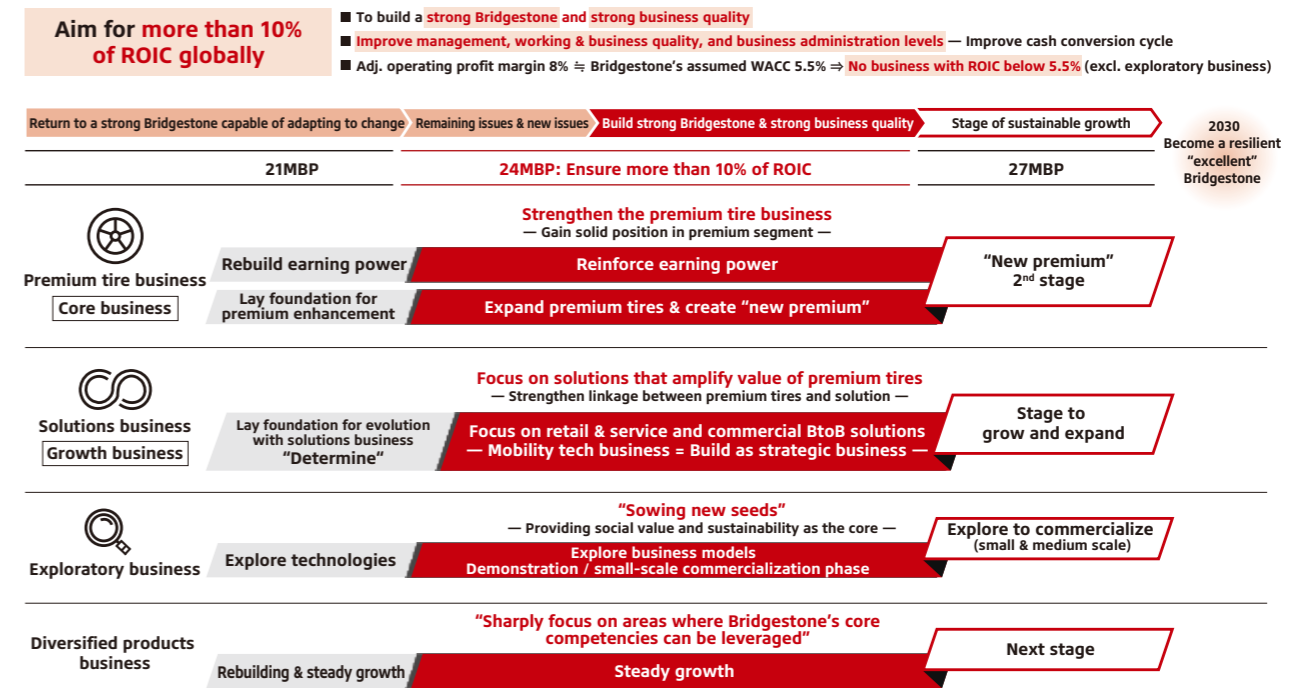 Aim for more than 10%
of ROIC globally
■ To build a strong Bridgestone and strong business quality
■ Improve management, working & business quality, and business administration levels — Improve cash conversion cycle
■ Adj. operating profit margin 8% ≒ Bridgestone’s assumed WACC 5.5% ⇒ No business with ROIC below 5.5% (excl. exploratory business)
Return to a strong Bridgestone capable of adapting to change
Remaining issues & new issues
Build strong Bridgestone & strong business quality
Stage of sustainable growth
2030
Become a resilient
“excellent”
Bridgestone
21MBP
24MBP: Ensure more than 10% of ROIC
27MBP
Premium tire business
Core business
Strengthen the premium tire business
— Gain solid position in premium segment —
Rebuild earning power
Reinforce earning power
Lay foundation for
premium enhancement
Expand premium tires & create “new premium”
“New premium”
2nd stage
Solutions business
Growth business
Focus on solutions that amplify value of premium tires
— Strengthen linkage between premium tires and solution —
Lay foundation for evolution
with solutions business
“Determine“
Focus on retail & service and commercial BtoB solutions
— Mobility tech business = Build as strategic business —
Stage to
grow and expand
Exploratory business
“Sowing new seeds”
— Providing social value and sustainability as the core —
Explore technologies
Explore business models
Demonstration / small-scale commercialization phase
Explore to commercialize
(small & medium scale)
Diversified products
business
“Sharply focus on areas where Bridgestone’s core
competencies can be leveraged”
Rebuilding & steady growth
Steady growth
Next stage